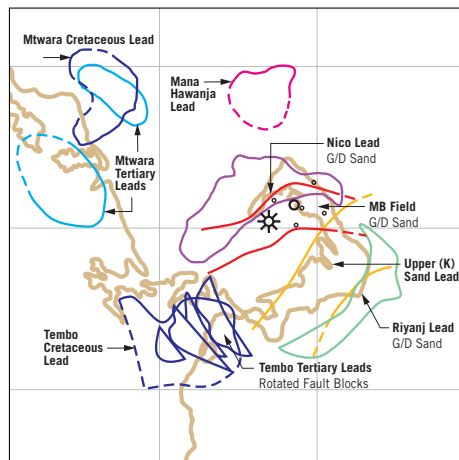 Mtwara Cretaceous Lead
Mana
Hawanja
Lead
Nico Lead
G/D Sand
Mtwara
Tertiary
Leads
MB Field
G/D Sand
Upper (K)
Sand Lead
Riyanj Lead
G/D Sand
Tembo
Cretaceous
Lead
Tembo Tertiary Leads
Rotated Fault Blocks